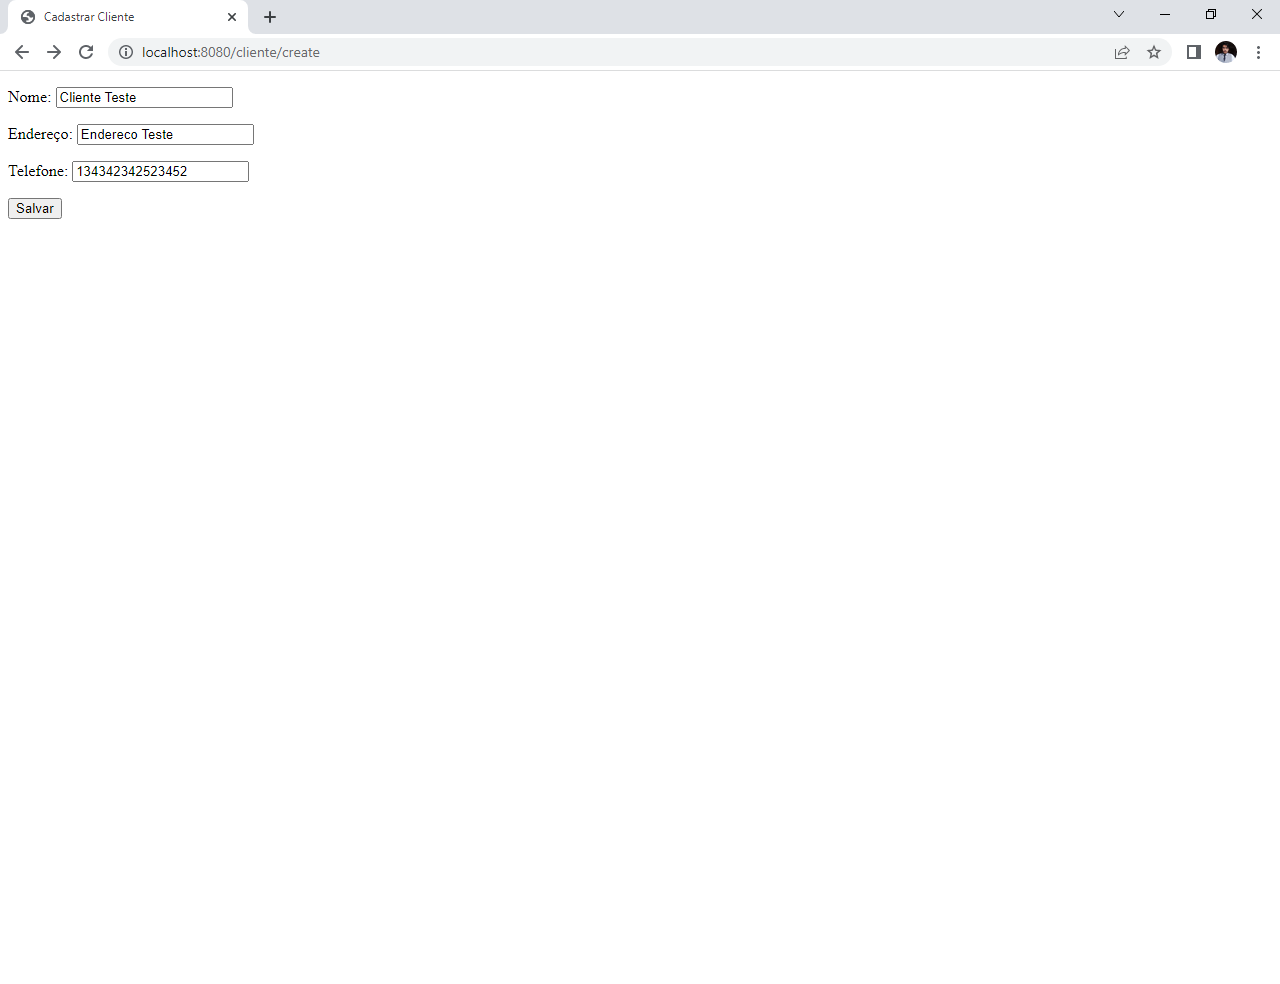 Cadastrar Cliente
localhost:8080/cliente/create
Nome: Cliente Teste
Endereço: Endereco Teste
Telefone: 134342342523452
Salvar